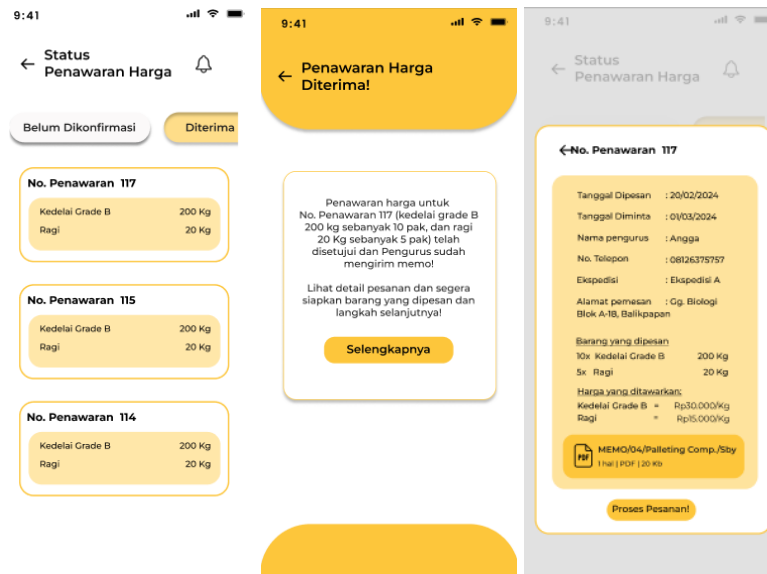 9:41
Status
Penawaran Harga
Belum Dikonfirmasi
Diterima
No. Penawaran 117
Kedelai Grade B 200 Kg
Ragi 20 Kg
No. Penawaran 115
Kedelai Grade B 200 Kg
Ragi 20 Kg
No. Penawaran 114
Kedelai Grade B 200 Kg
Ragi 20 Kg
9:41
Penawaran Harga
Diterima!
Penawaran harga untuk
No. Penawaran 117 (kedelai grade B
200 kg sebanyak 10 pak, dan ragi
20 Kg sebanyak 5 pak) telah
disetujui dan Pengurus sudah
mengirim memo!
Lihat detail pesanan dan segera
siapkan barang yang dipesan dan
langkah selanjutnya!
Selengkapnya
9:41
Status
Penawaran Harga
No. Penawaran 117
Tanggal Dipesan : 20/02/2024
Tanggal Diminta : 01/03/2024
Nama pengurus : Angga
No. Telepon : 08126375757
Ekspedisi : Ekspedisi A
Alamat pemesan : Gg. Biologi
Blok A-18, Balikpapan
Barang yang dipesan
10x Kedelai Grade B 200 Kg
5x Ragi 20 Kg
Harga yang ditawarkan:
Kedelai Grade B = Rp30.000/Kg
Ragi = Rp15.000/Kg
PDF
MEMO/04/Palleting Comp./Sby
1 hal | PDF | 20 Kb
Proses Pesanan!